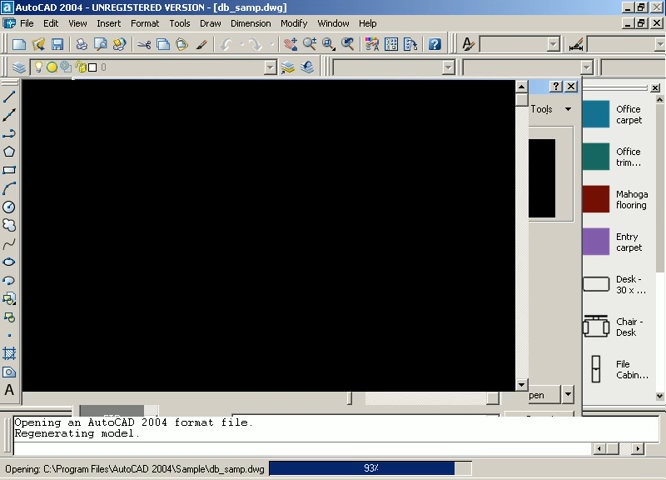 AutoCAD 2004 - UNREGISTERED VERSION - [db_samp.dwg]
File Edit View Insert Format Tools Draw Dimension Modify Window Help
0
Tools
Office
carpet
Office
trim...
Mahoga
flooring
Entry
carpet
Desk -
30 x ...
Chair -
Desk
File
Cabin...
pen
Opening an AutoCAD 2004 format file.
Regenerating model.
Opening: C:\Program Files\AutoCAD 2004\Sample\db_samp.dwg 93%